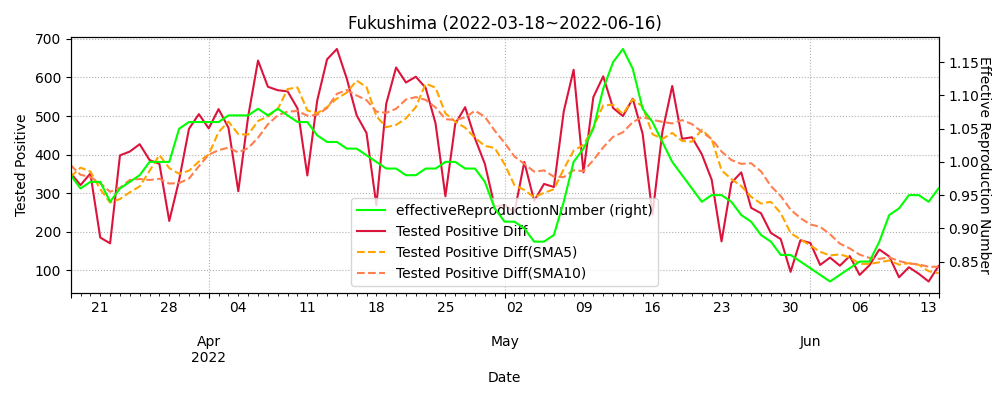 Fukushima (2022-03-18~2022-06-16)
Tested Positive
700
600
500
400
300
200
100
Effective Reproduction Number
1.15
1.10
1.05
1.00
0.95
0.90
0.85
effectiveReproductionNumber (right)
Tested Positive Diff
Tested Positive Diff(SMA5)
Tested Positive Diff(SMA10)
21 28 04 11 18 25 02 09 16 23 30 06 13
Apr May Jun
2022
Date